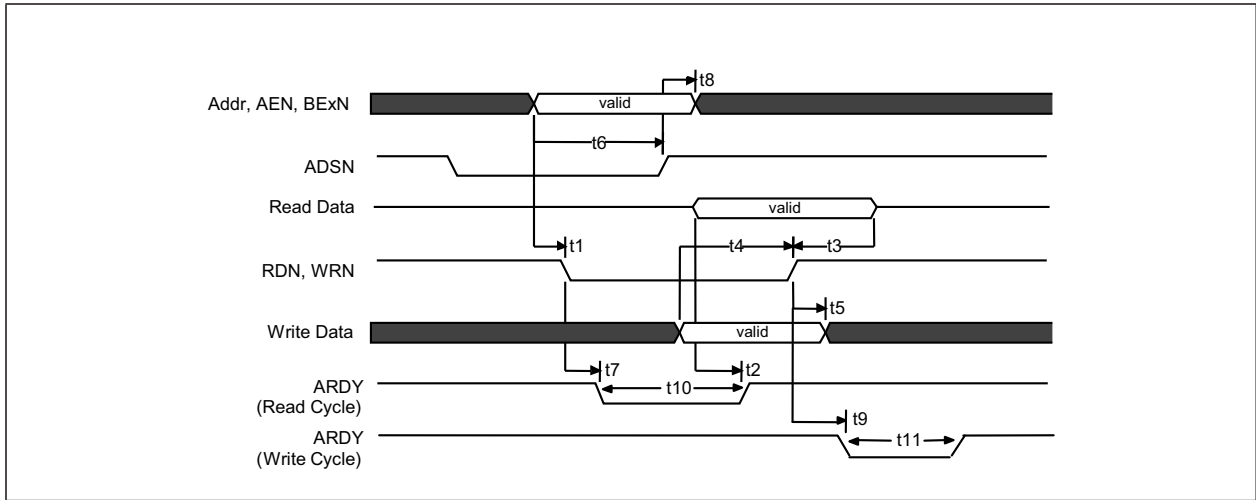 t8
Addr, AEN, BExN
valid
t6
ADSN
Read Data
valid
t1
t4
t3
RDN, WRN
t5
Write Data
valid
t7
t2
ARDY
(Read Cycle)
t10
t9
ARDY
(Write Cycle)
t11